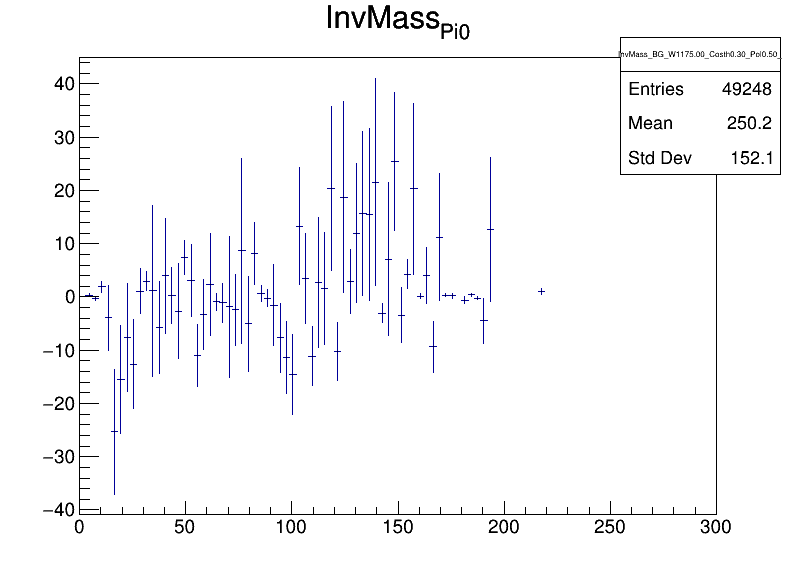 InvMass_Pi0
InvMass_BG_W1175.00_Costh0.30_Pol0.50_
Entries 49248
Mean 250.2
Std Dev 152.1
40
30
20
10
0
−10
−20
−30
−40
0 50 100 150 200 250 300